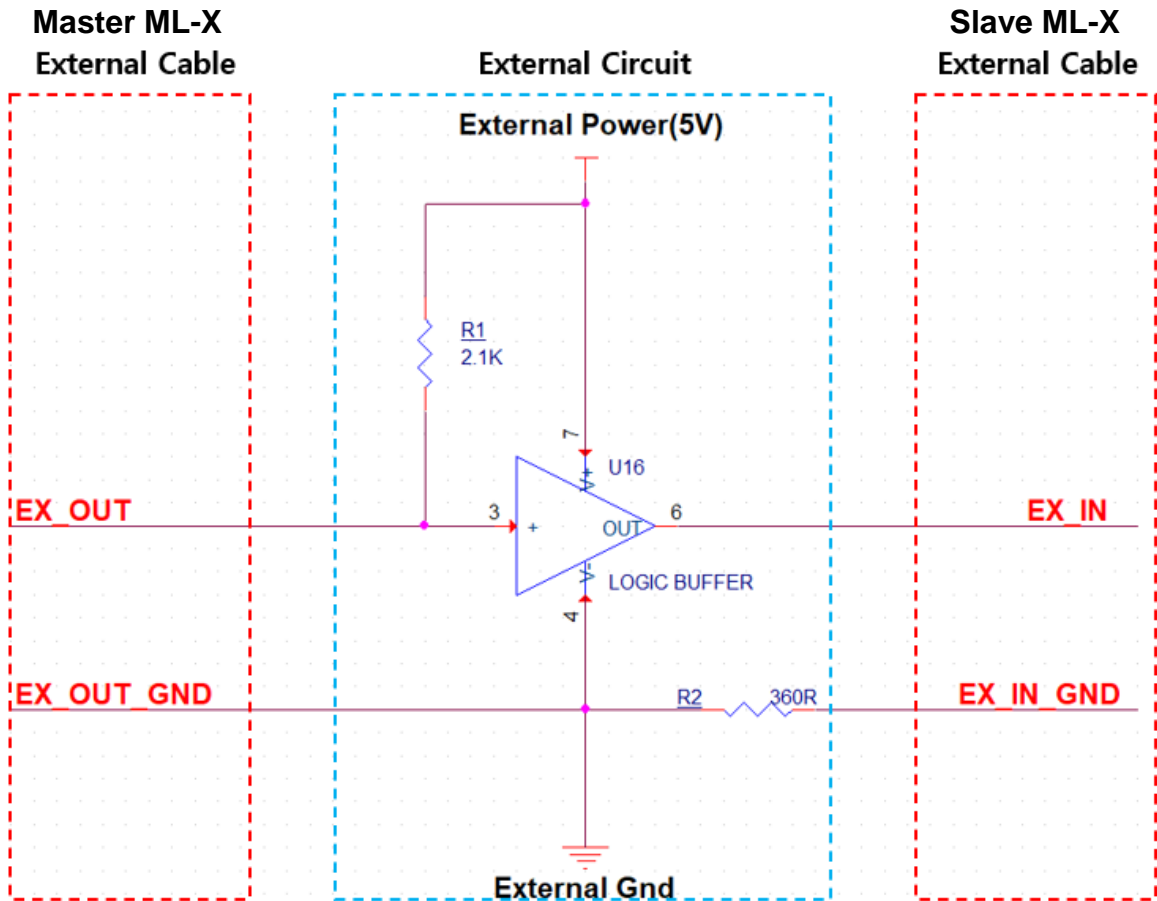 Master ML-X
External Cable
External Circuit
Slave ML-X
External Cable
External Power(5V)
R1
2.1K
7
V+
U16
EX_OUT
3
+
OUT
6
EX_IN
V-
LOGIC BUFFER
4
EX_OUT_GND
R2
360R
EX_IN_GND
External Gnd